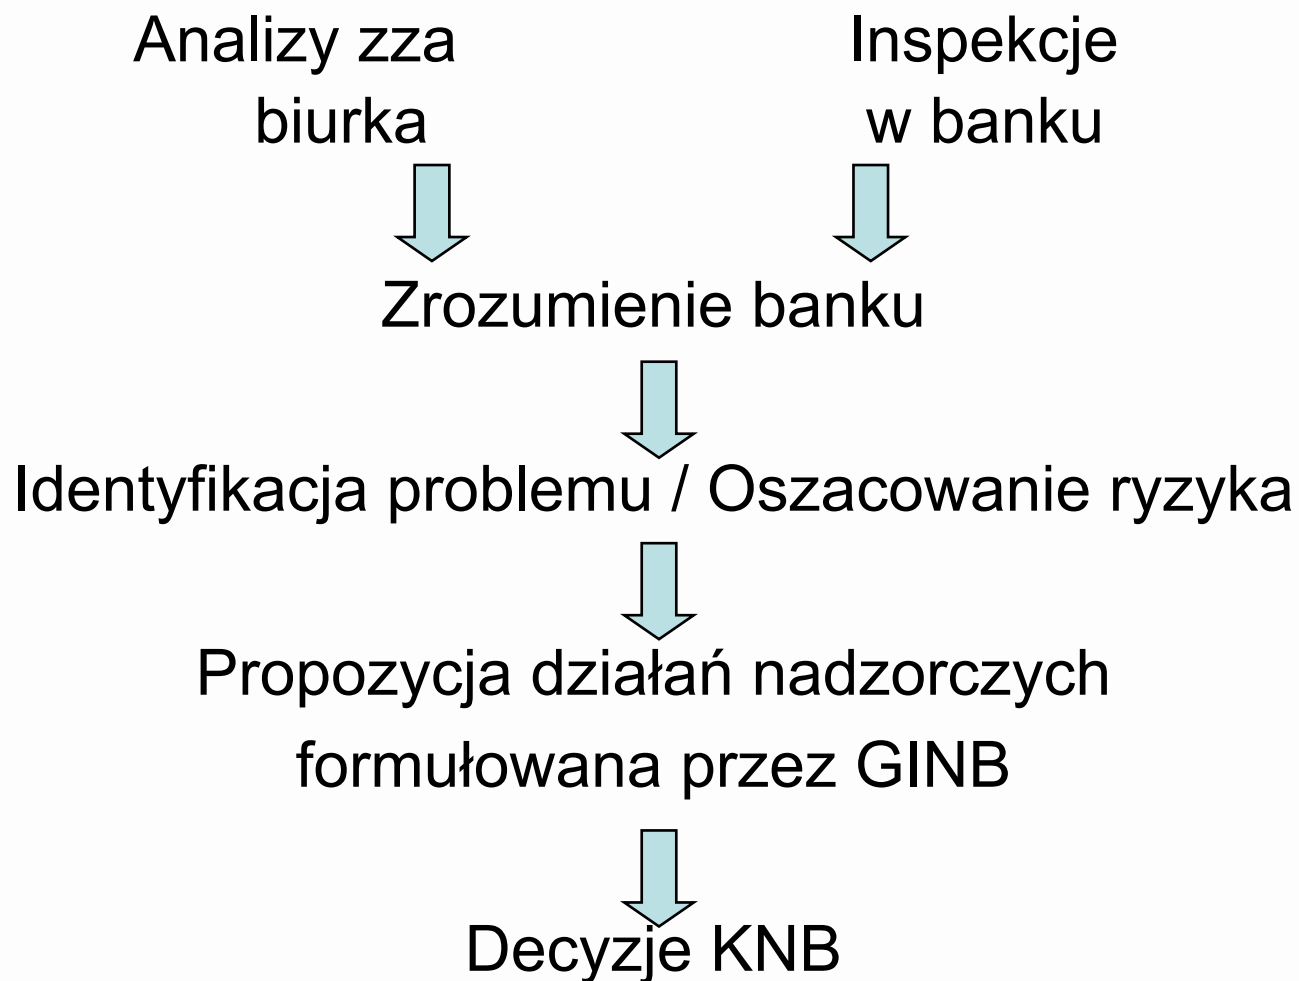 Analizy zza
biurka
Inspekcje
w banku
Zrozumienie banku
Identyfikacja problemu / Oszacowanie ryzyka
Propozycja działań nadzorczych
formułowana przez GINB
Decyzje KNB